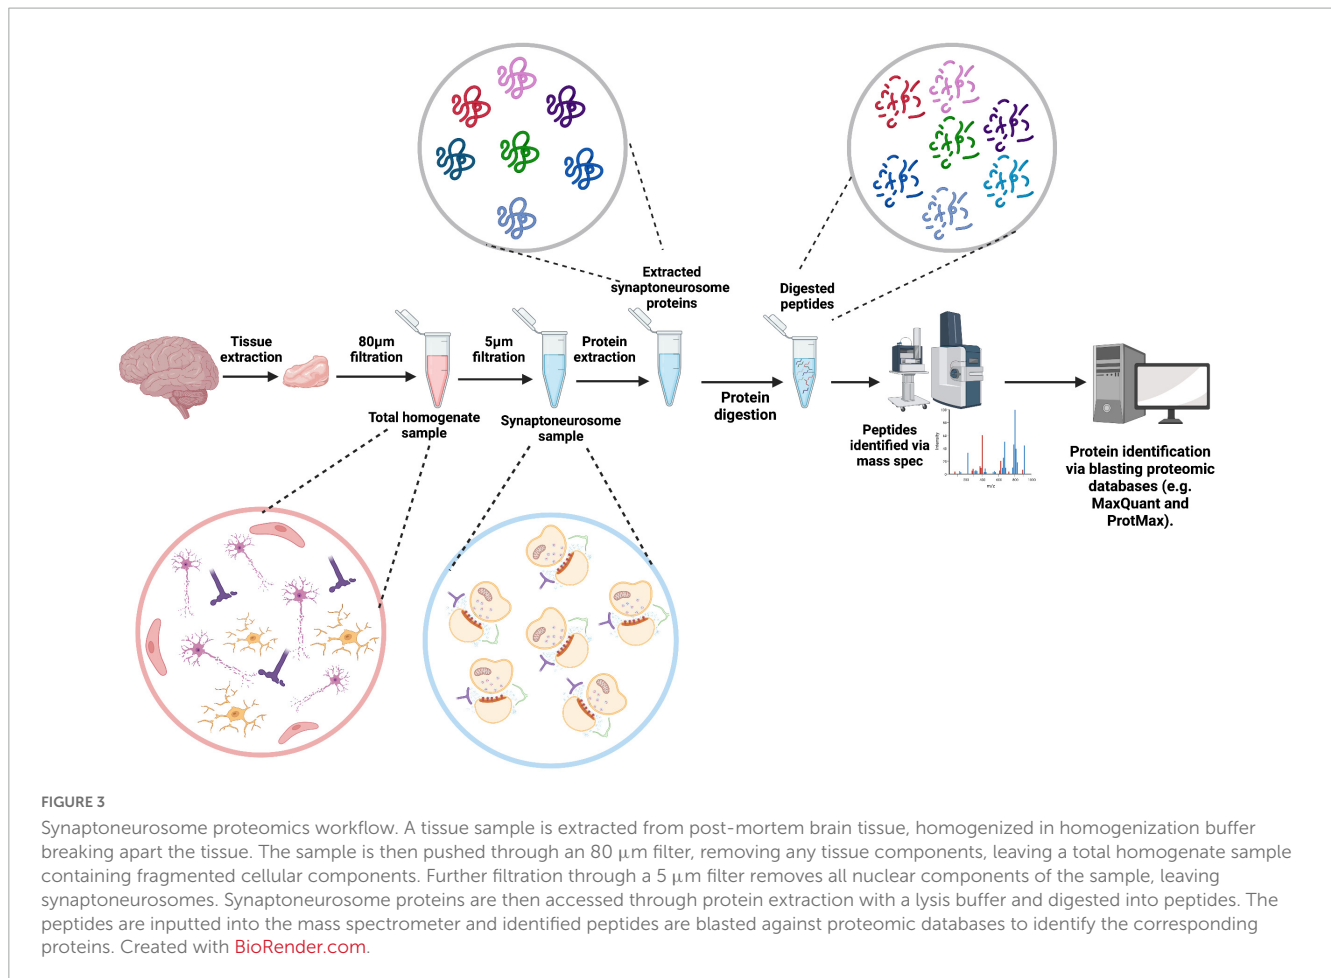 Extracted
synaptoneurosome
proteins
Digested
peptides
Tissue
extraction
80μm
filtration
5μm
filtration
Protein
extraction
Protein
digestion
Total homogenate
sample
Synaptoneurosome
sample
Peptides
identified via
mass spec
Intensity
m/z
Protein identification
via blasting proteomic
databases (e.g.
MaxQuant and
ProtMax).
FIGURE 3
Synaptoneurosome proteomics workflow. A tissue sample is extracted from post-mortem brain tissue, homogenized in homogenization buffer
breaking apart the tissue. The sample is then pushed through an 80 μm filter, removing any tissue components, leaving a total homogenate sample
containing fragmented cellular components. Further filtration through a 5 μm filter removes all nuclear components of the sample, leaving
synaptoneurosomes. Synaptoneurosome proteins are then accessed through protein extraction with a lysis buffer and digested into peptides. The
peptides are inputted into the mass spectrometer and identified peptides are blasted against proteomic databases to identify the corresponding
proteins. Created with BioRender.com.